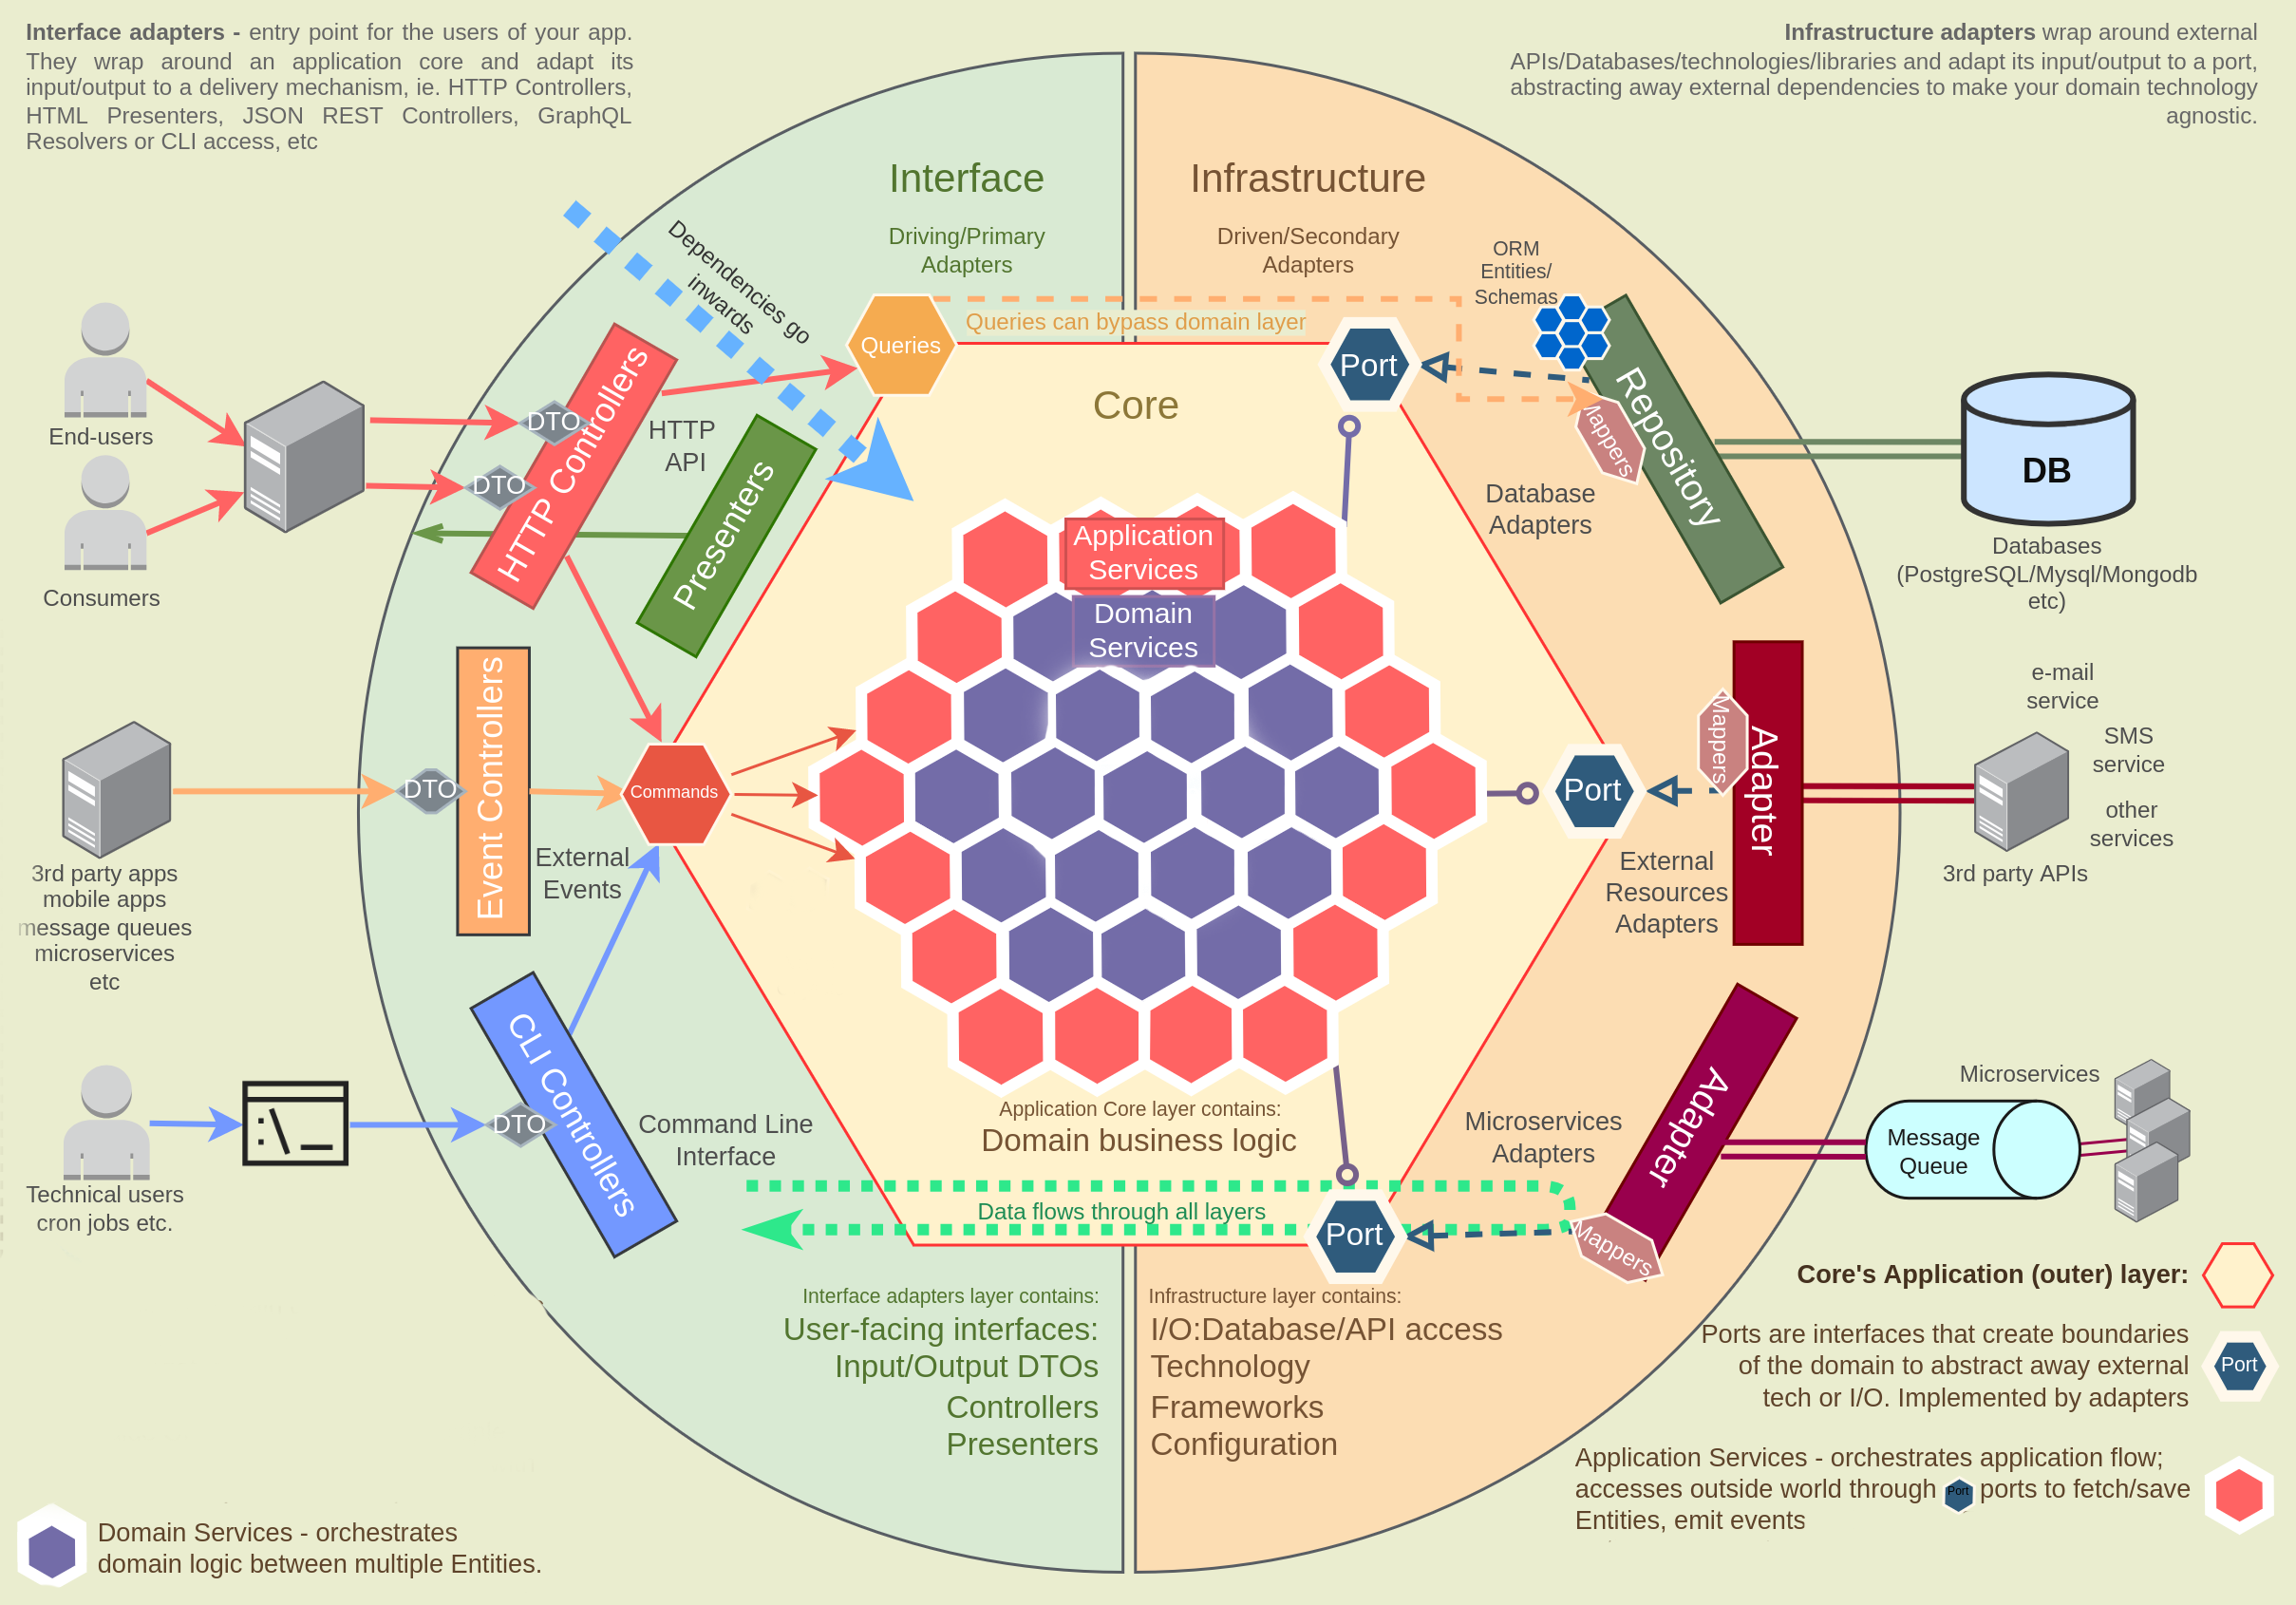 Interface adapters - entry point for the users of your app.
They wrap around an application core and adapt its
input/output to a delivery mechanism, ie. HTTP Controllers,
HTML Presenters, JSON REST Controllers, GraphQL
Resolvers or CLI access, etc
Infrastructure adapters wrap around external
APIs/Databases/technologies/libraries and adapt its input/output to a port,
abstracting away external dependencies to make your domain technology
agnostic.
Interface
Driving/Primary
Adapters
Infrastructure
Driven/Secondary
Adapters
ORM
Entities/
Schemas
Dependencies go
inwards
Queries can bypass domain layer
Queries
Port
Core
End-users
Consumers
DTO
DTO
HTTP Controllers
HTTP
API
Presenters
Repository
Mappers
Database
Adapters
DB
Databases
(PostgreSQL/Mysql/Mongodb
etc)
Application
Services
Domain
Services
Event Controllers
DTO
External
Events
Commands
3rd party apps
mobile apps
message queues
microservices
etc
Port
Mappers
Adapter
External
Resources
Adapters
e-mail
service
SMS
service
other
services
3rd party APIs
Technical users
cron jobs etc.
DTO
CLI Controllers
Command Line
Interface
Application Core layer contains:
Domain business logic
Data flows through all layers
Port
Mappers
Adapter
Microservices
Adapters
Microservices
Message
Queue
Interface adapters layer contains:
User-facing interfaces:
Input/Output DTOs
Controllers
Presenters
Infrastructure layer contains:
I/O:Database/API access
Technology
Frameworks
Configuration
Core's Application (outer) layer:
Ports are interfaces that create boundaries
of the domain to abstract away external
tech or I/O. Implemented by adapters
Port
Application Services - orchestrates application flow;
accesses outside world through Port ports to fetch/save
Entities, emit events
Domain Services - orchestrates
domain logic between multiple Entities.